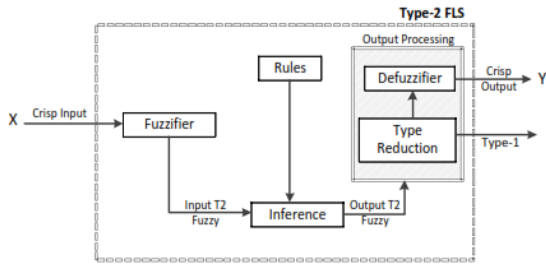 Type-2 FLS
Output Processing
Rules
Defuzzifier
Crisp
Output
Y
X
Crisp Input
Fuzzifier
Type
Reduction
Type-1
Input T2
Fuzzy
Inference
Output T2
Fuzzy